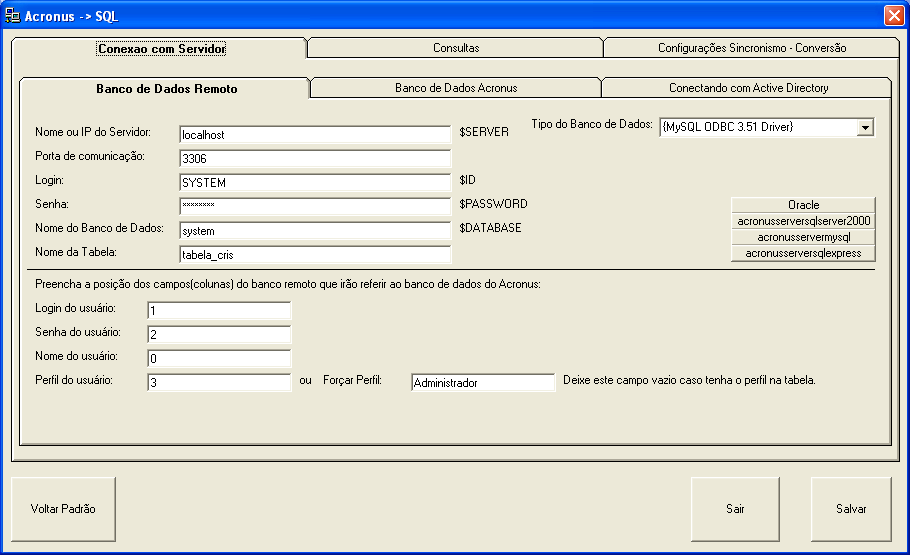 Acronus -> SQL
Conexao com Servidor
Consultas
Configurações Sincronismo - Conversão
Banco de Dados Remoto
Banco de Dados Acronus
Conectando com Active Directory
Nome ou IP do Servidor: localhost $SERVER
Tipo do Banco de Dados: {MySQL ODBC 3.51 Driver}
Porta de comunicação: 3306
Login: SYSTEM $ID
Senha: ******** $PASSWORD
Nome do Banco de Dados: system $DATABASE
Nome da Tabela: tabela_cris
Oracle
acronusserversqlserver2000
acronusservermysql
acronusserversqlexpress
Preencha a posição dos campos(colunas) do banco remoto que irão referir ao banco de dados do Acronus:
Login do usuário: 1
Senha do usuário: 2
Nome do usuário: 0
Perfil do usuário: 3 ou Forçar Perfil: Administrador Deixe este campo vazio caso tenha o perfil na tabela.
Voltar Padrão
Sair
Salvar